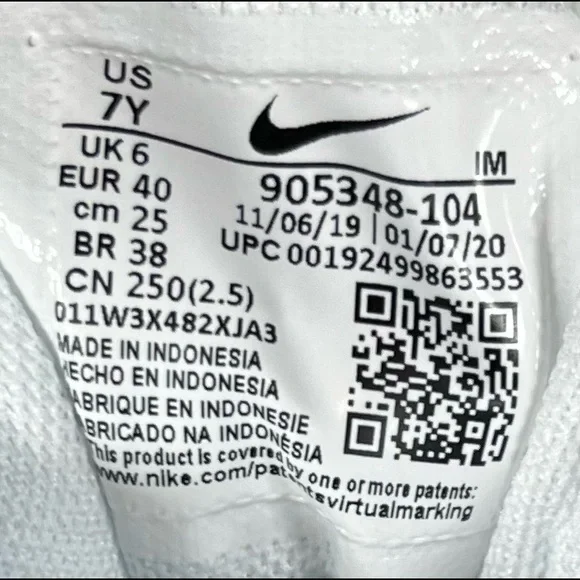 US
7Y
UK 6
EUR 40
cm 25
BR 38
CN 250(2.5)
011W3X482XJA3
IM
905348-104
11/06/19 | 01/07/20
UPC 00192499863553
MADE IN INDONESIA
HECHO EN INDONESIA
FABRIQUE EN INDONESIE
FABRICADO NA INDONÉSIA
This product is covered by one or more patents:
www.nike.com/patentsvirtualmarking